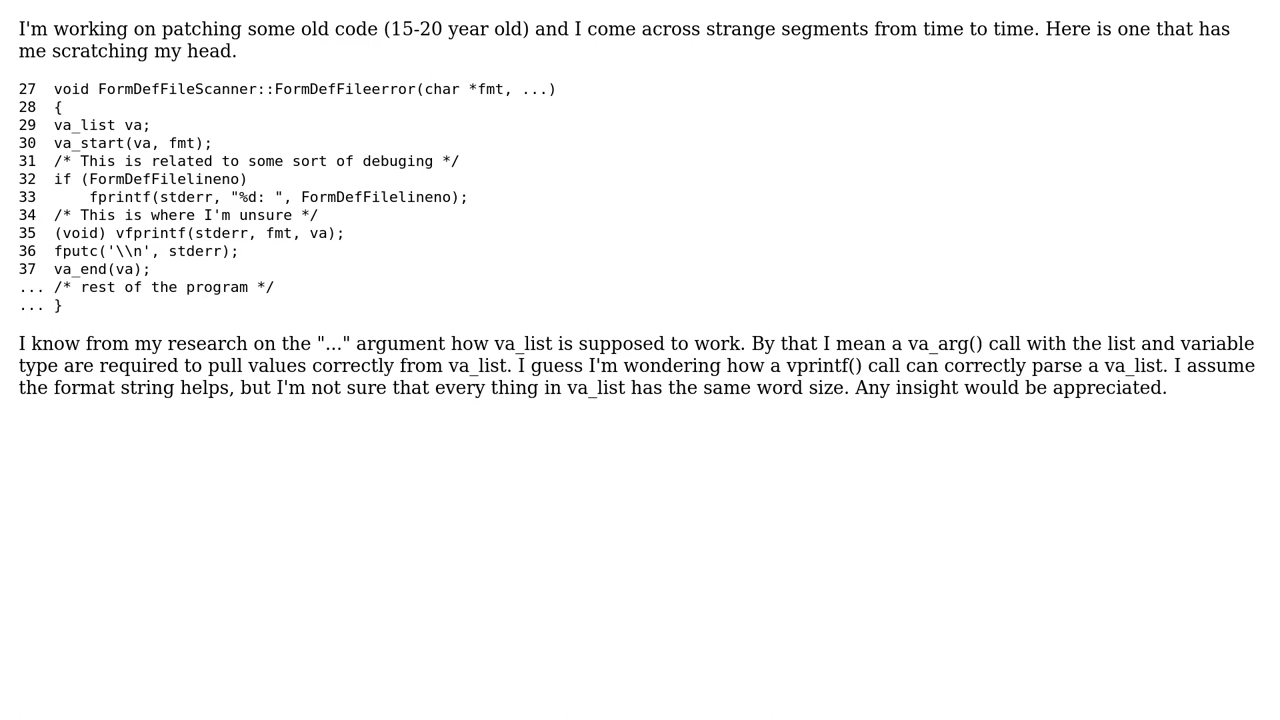 I'm working on patching some old code (15-20 year old) and I come across strange segments from time to time. Here is one that has
me scratching my head.
27  void FormDefFileScanner::FormDefFileerror(char *fmt, ...)
28  {
29  va_list va;
30  va_start(va, fmt);
31  /* This is related to some sort of debuging */
32  if (FormDefFilelineno)
33      fprintf(stderr, "%d: ", FormDefFilelineno);
34  /* This is where I'm unsure */
35  (void) vfprintf(stderr, fmt, va);
36  fputc('\\n', stderr);
37  va_end(va);
... /* rest of the program */
... }
I know from my research on the "..." argument how va_list is supposed to work. By that I mean a va_arg() call with the list and variable
type are required to pull values correctly from va_list. I guess I'm wondering how a vprintf() call can correctly parse a va_list. I assume
the format string helps, but I'm not sure that every thing in va_list has the same word size. Any insight would be appreciated.